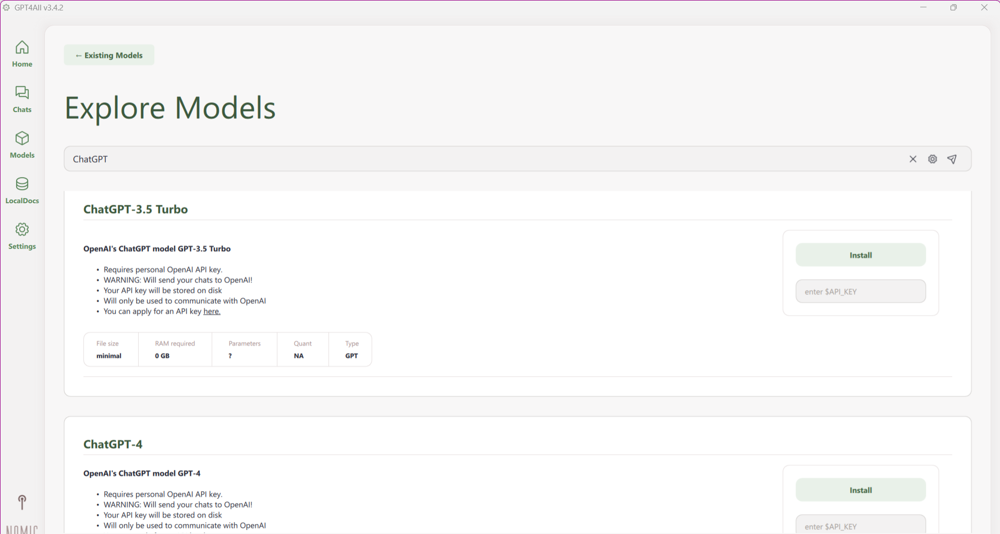 GPT4All v3.4.2
Home
Chats
Models
LocalDocs
Settings
NOMIC
← Existing Models
Explore Models
ChatGPT
ChatGPT-3.5 Turbo
OpenAI's ChatGPT model GPT-3.5 Turbo
• Requires personal OpenAI API key.
• WARNING: Will send your chats to OpenAI!
• Your API key will be stored on disk
• Will only be used to communicate with OpenAI
• You can apply for an API key here.
Install
enter $API_KEY
File size RAM required Parameters Quant Type
minimal 0 GB ? NA GPT
ChatGPT-4
OpenAI's ChatGPT model GPT-4
• Requires personal OpenAI API key.
• WARNING: Will send your chats to OpenAI!
• Your API key will be stored on disk
• Will only be used to communicate with OpenAI
Install
enter $API_KEY